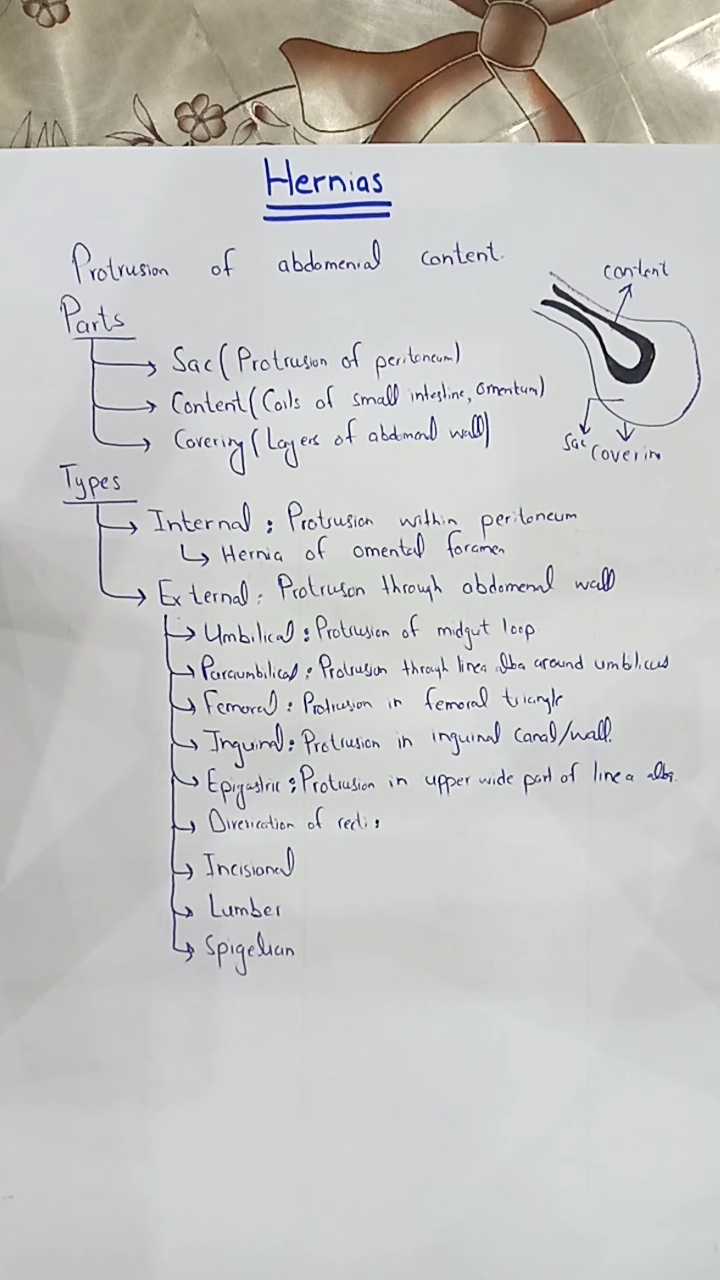 Hernias
Protrusion of abdomenial content.
Parts
Sac (Protrusion of peritoneum)
Content (Coils of small intestine, omentum)
Covering (Layers of abdomenal wall)
content
Sac
Coverin
Types
Internal : Protrusion within peritoneum
Hernia of omental foramen
External : Protruson through abdomenal wall
Umbilical : Protrusion of midgut loop
Paraumbilical : Protrusion through linea alba around umblicus
Femoral : Protrusion in femoral triangle
Inguinal : Protrusion in inguinal canal/wall.
Epigastric : Protrusion in upper wide part of linea alba.
of recti :
Incisional
Lumber
Spigelian